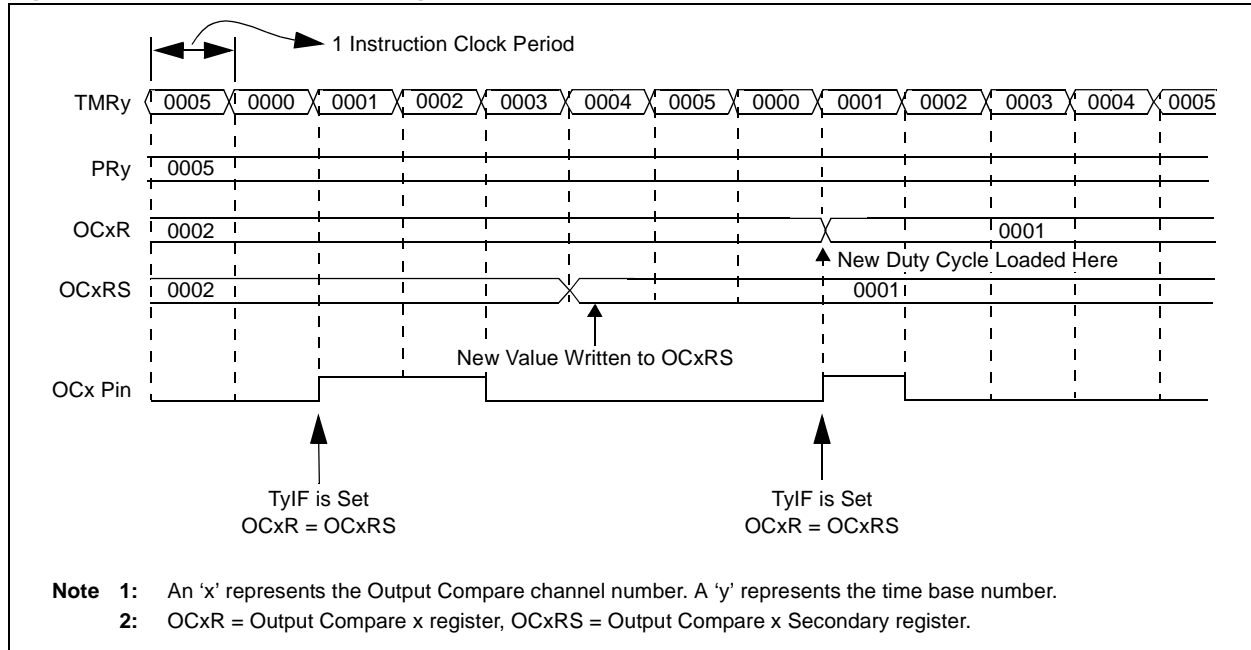 1 Instruction Clock Period
TMRy 0005 0000 0001 0002 0003 0004 0005 0000 0001 0002 0003 0004 0005
PRy 0005
OCxR 0002 0001
New Duty Cycle Loaded Here
OCxRS 0002 0001
New Value Written to OCxRS
OCx Pin
TyIF is Set TyIF is Set
OCxR = OCxRS OCxR = OCxRS
Note 1: An ‘x’ represents the Output Compare channel number. A ‘y’ represents the time base number.
2: OCxR = Output Compare x register, OCxRS = Output Compare x Secondary register.